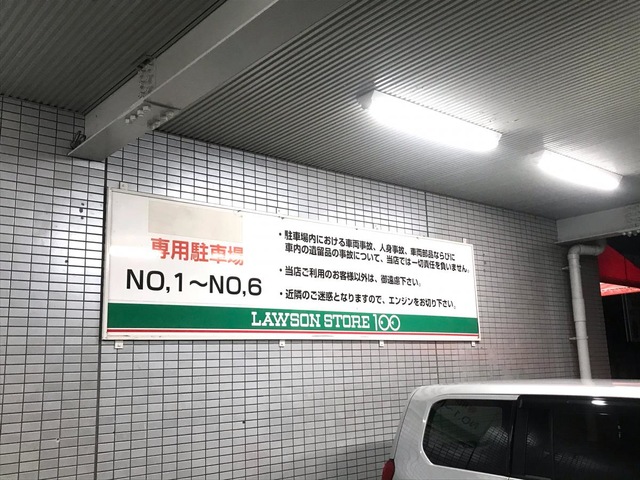 専用駐車場
NO,1〜NO,6
・駐車場内における車両事故、人身事故、車両部品ならびに
車内の遺留品の事故について、当店では一切責任を負いません。
・当店ご利用のお客様以外は、御遠慮下さい。
・近隣のご迷惑となりますので、エンジンをお切り下さい。
LAWSON STORE 100